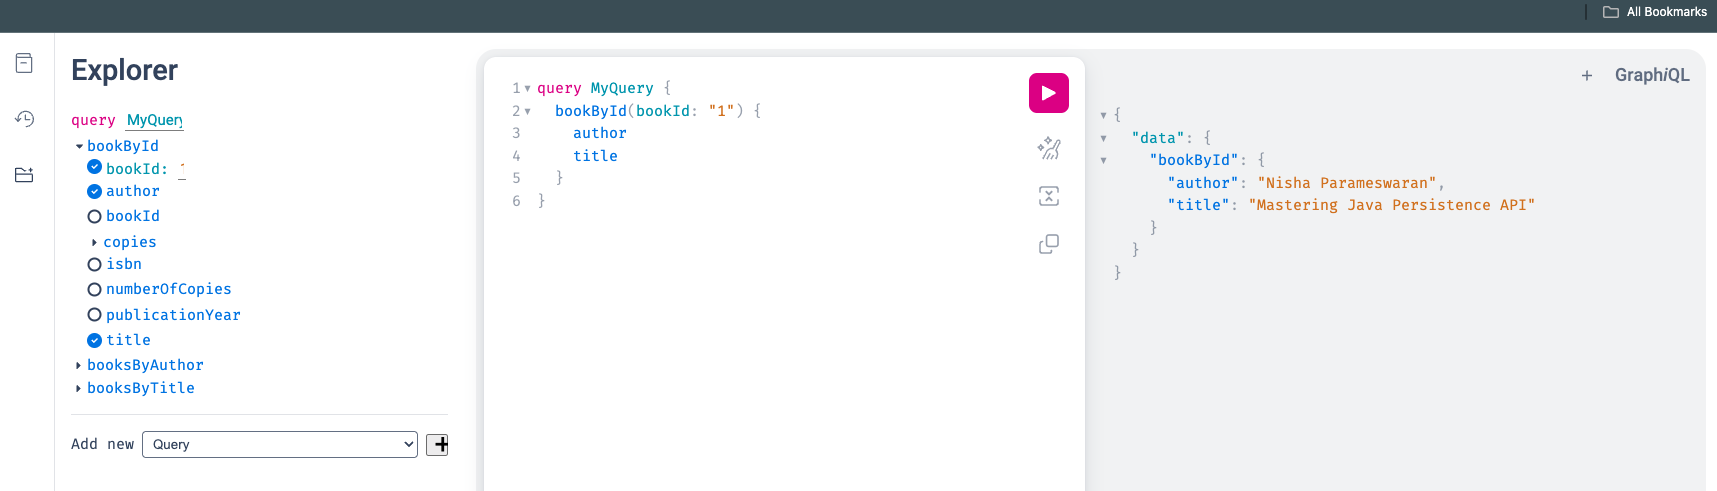 All Bookmarks
Explorer
query MyQuery
bookById
bookId:
author
bookId
copies
isbn
numberOfCopies
publicationYear
title
booksByAuthor
booksByTitle
Add new Query +
1 query MyQuery {
2 bookById(bookId: "1") {
3 author
4 title
5 }
6 }
+ GraphiQL
{
"data": {
"bookById": {
"author": "Nisha Parameswaran",
"title": "Mastering Java Persistence API"
}
}
}